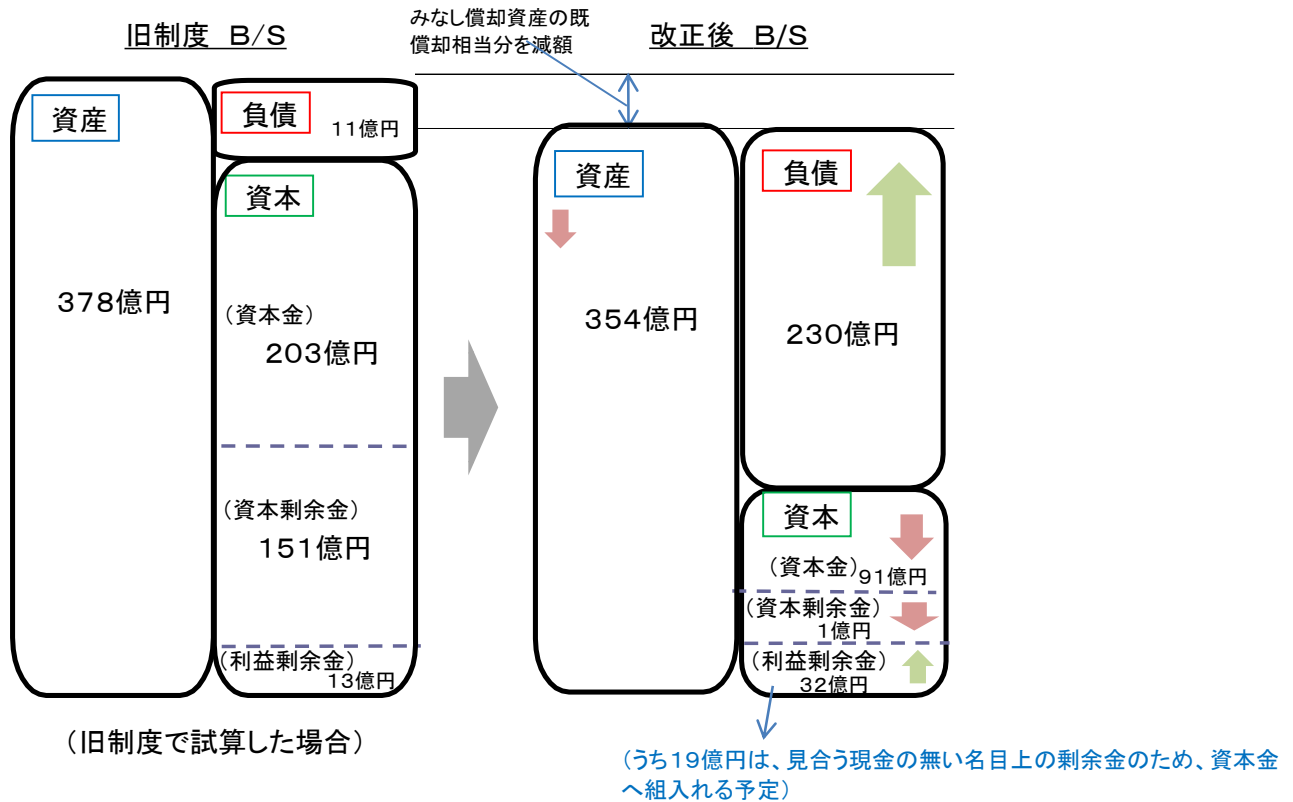 旧制度 B/S
資産
378億円
負債
11億円
資本
（資本金）
203億円
（資本剰余金）
151億円
（利益剰余金）
13億円
（旧制度で試算した場合）
みなし償却資産の既
償却相当分を減額
改正後 B/S
資産
354億円
負債
230億円
資本
（資本金）91億円
（資本剰余金）
1億円
（利益剰余金）
32億円
（うち19億円は、見合う現金の無い名目上の剰余金のため、資本金
へ組入れる予定）